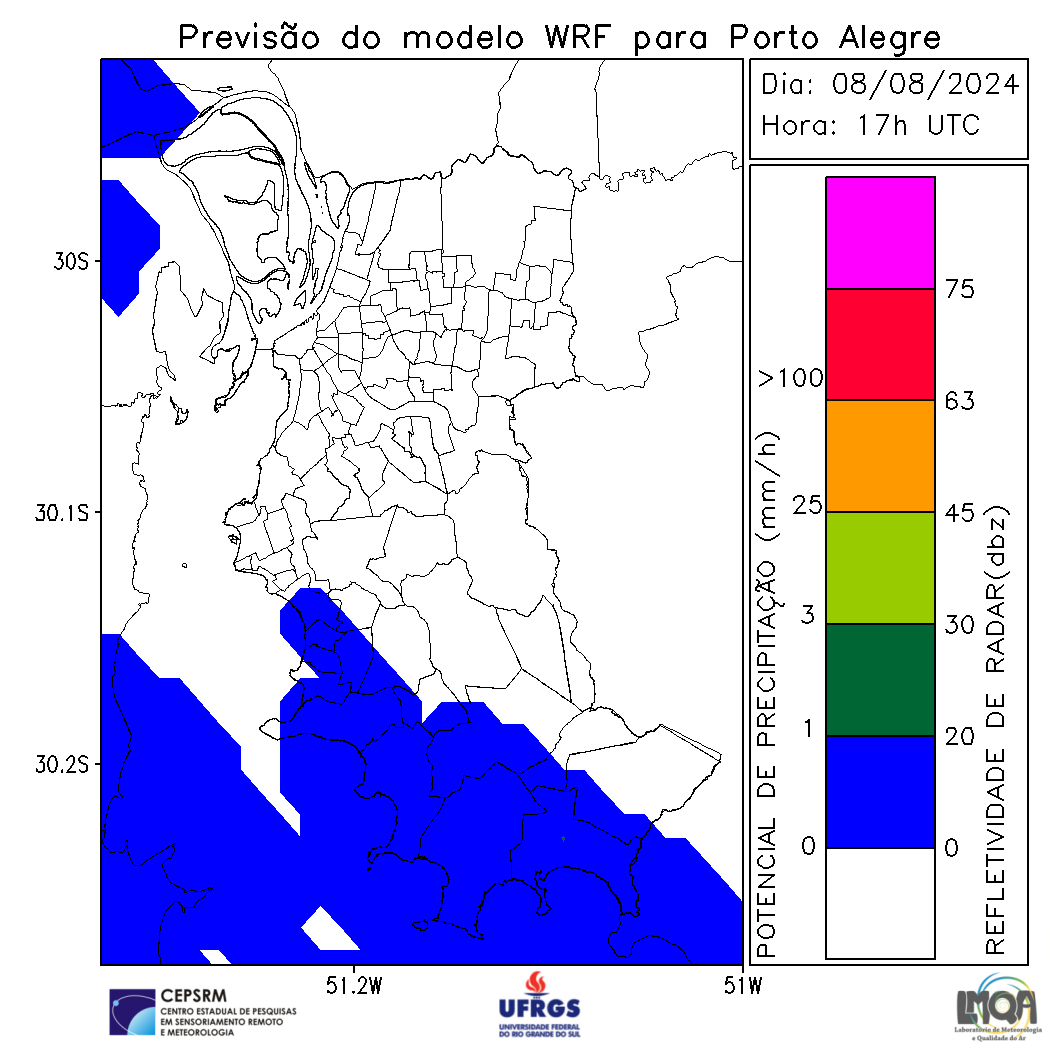 Previsão do modelo WRF para Porto Alegre
Dia: 08/08/2024
Hora: 17h UTC
30S
30.1S
30.2S
51.2W
51W
POTENCIAL DE PRECIPITAÇÃO (mm/h)
>100
25
3
1
0
75
63
45
30
20
0
REFLETIVIDADE DE RADAR(dbz)
CEPSRM
CENTRO ESTADUAL DE PESQUISAS
EM SENSORIAMENTO REMOTO
E METEOROLOGIA
UFRGS
UNIVERSIDADE FEDERAL
DO RIO GRANDE DO SUL
LMQA
Laboratório de Meteorologia
e Qualidade do Ar